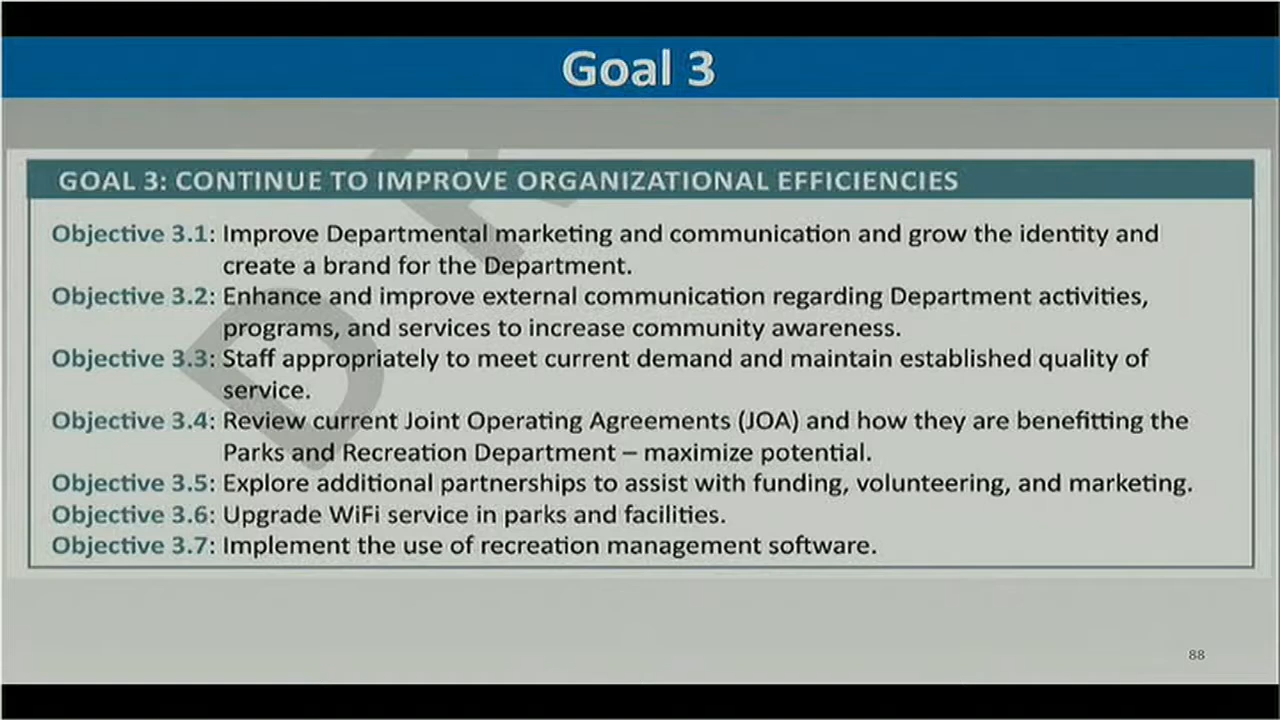 Goal 3
GOAL 3: CONTINUE TO IMPROVE ORGANIZATIONAL EFFICIENCIES
Objective 3.1: Improve Departmental marketing and communication and grow the identity and
create a brand for the Department.
Objective 3.2: Enhance and improve external communication regarding Department activities,
programs, and services to increase community awareness.
Objective 3.3: Staff appropriately to meet current demand and maintain established quality of
service.
Objective 3.4: Review current Joint Operating Agreements (JOA) and how they are benefitting the
Parks and Recreation Department – maximize potential.
Objective 3.5: Explore additional partnerships to assist with funding, volunteering, and marketing.
Objective 3.6: Upgrade WiFi service in parks and facilities.
Objective 3.7: Implement the use of recreation management software.
88